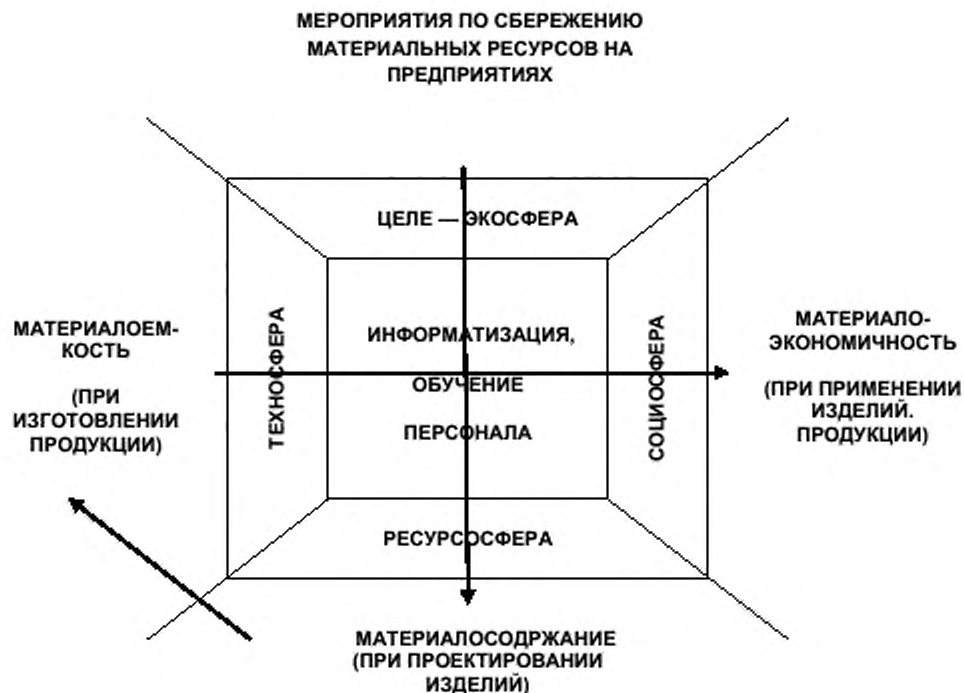 МЕРОПРИЯТИЯ ПО СБЕРЕЖЕНИЮ
МАТЕРИАЛЬНЫХ РЕСУРСОВ НА
ПРЕДПРИЯТИЯХ
ЦЕЛЕ — ЭКОСФЕРА
МАТЕРИАЛОЕМ-
КОСТЬ
(ПРИ
ИЗГОТОВЛЕНИИ
ПРОДУКЦИИ)
ТЕХНОСФЕРА
ИНФОРМАТИЗАЦИЯ,
ОБУЧЕНИЕ
ПЕРСОНАЛА
СОЦИОСФЕРА
МАТЕРИАЛО-
ЭКОНОМИЧНОСТЬ
(ПРИ ПРИМЕНЕНИИ
ИЗДЕЛИЙ.
ПРОДУКЦИИ)
РЕСУРСОСФЕРА
МАТЕРИАЛОСОДРЖАНИЕ
(ПРИ ПРОЕКТИРОВАНИИ
ИЗДЕЛИЙ)